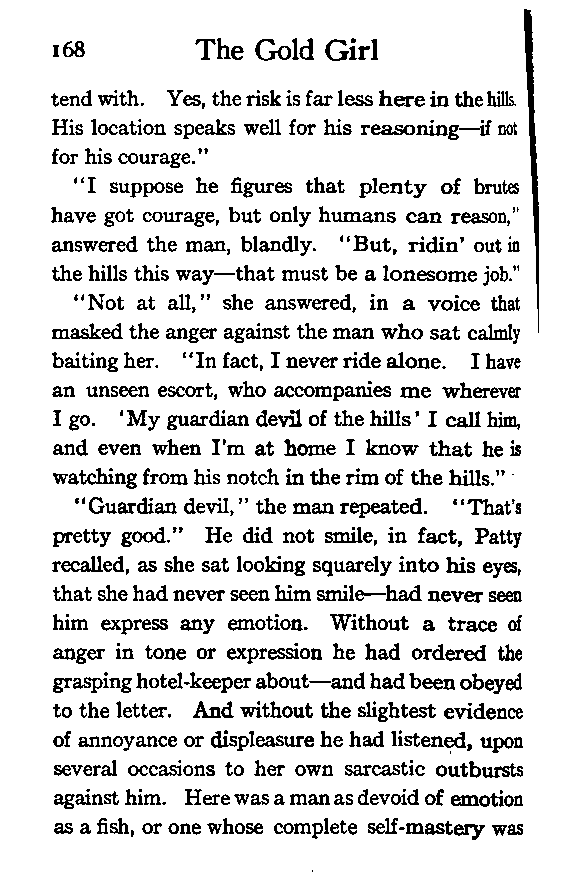 168 The Gold Girl
tend with. Yes, the risk is far less here in the hills.
His location speaks well for his reasoning—if not
for his courage."
"I suppose he figures that plenty of brutes
have got courage, but only humans can reason,"
answered the man, blandly. "But, ridin' out in
the hills this way—that must be a lonesome job."
"Not at all," she answered, in a voice that
masked the anger against the man who sat calmly
baiting her. "In fact, I never ride alone. I have
an unseen escort, who accompanies me wherever
I go. 'My guardian devil of the hills' I call him,
and even when I'm at home I know that he is
watching from his notch in the rim of the hills."
"Guardian devil," the man repeated. "That's
pretty good." He did not smile, in fact, Patty
recalled, as she sat looking squarely into his eyes,
that she had never seen him smile—had never seen
him express any emotion. Without a trace of
anger in tone or expression he had ordered the
grasping hotel-keeper about—and had been obeyed
to the letter. And without the slightest evidence
of annoyance or displeasure he had listened, upon
several occasions to her own sarcastic outbursts
against him. Here was a man as devoid of emotion
as a fish, or one whose complete self-mastery was